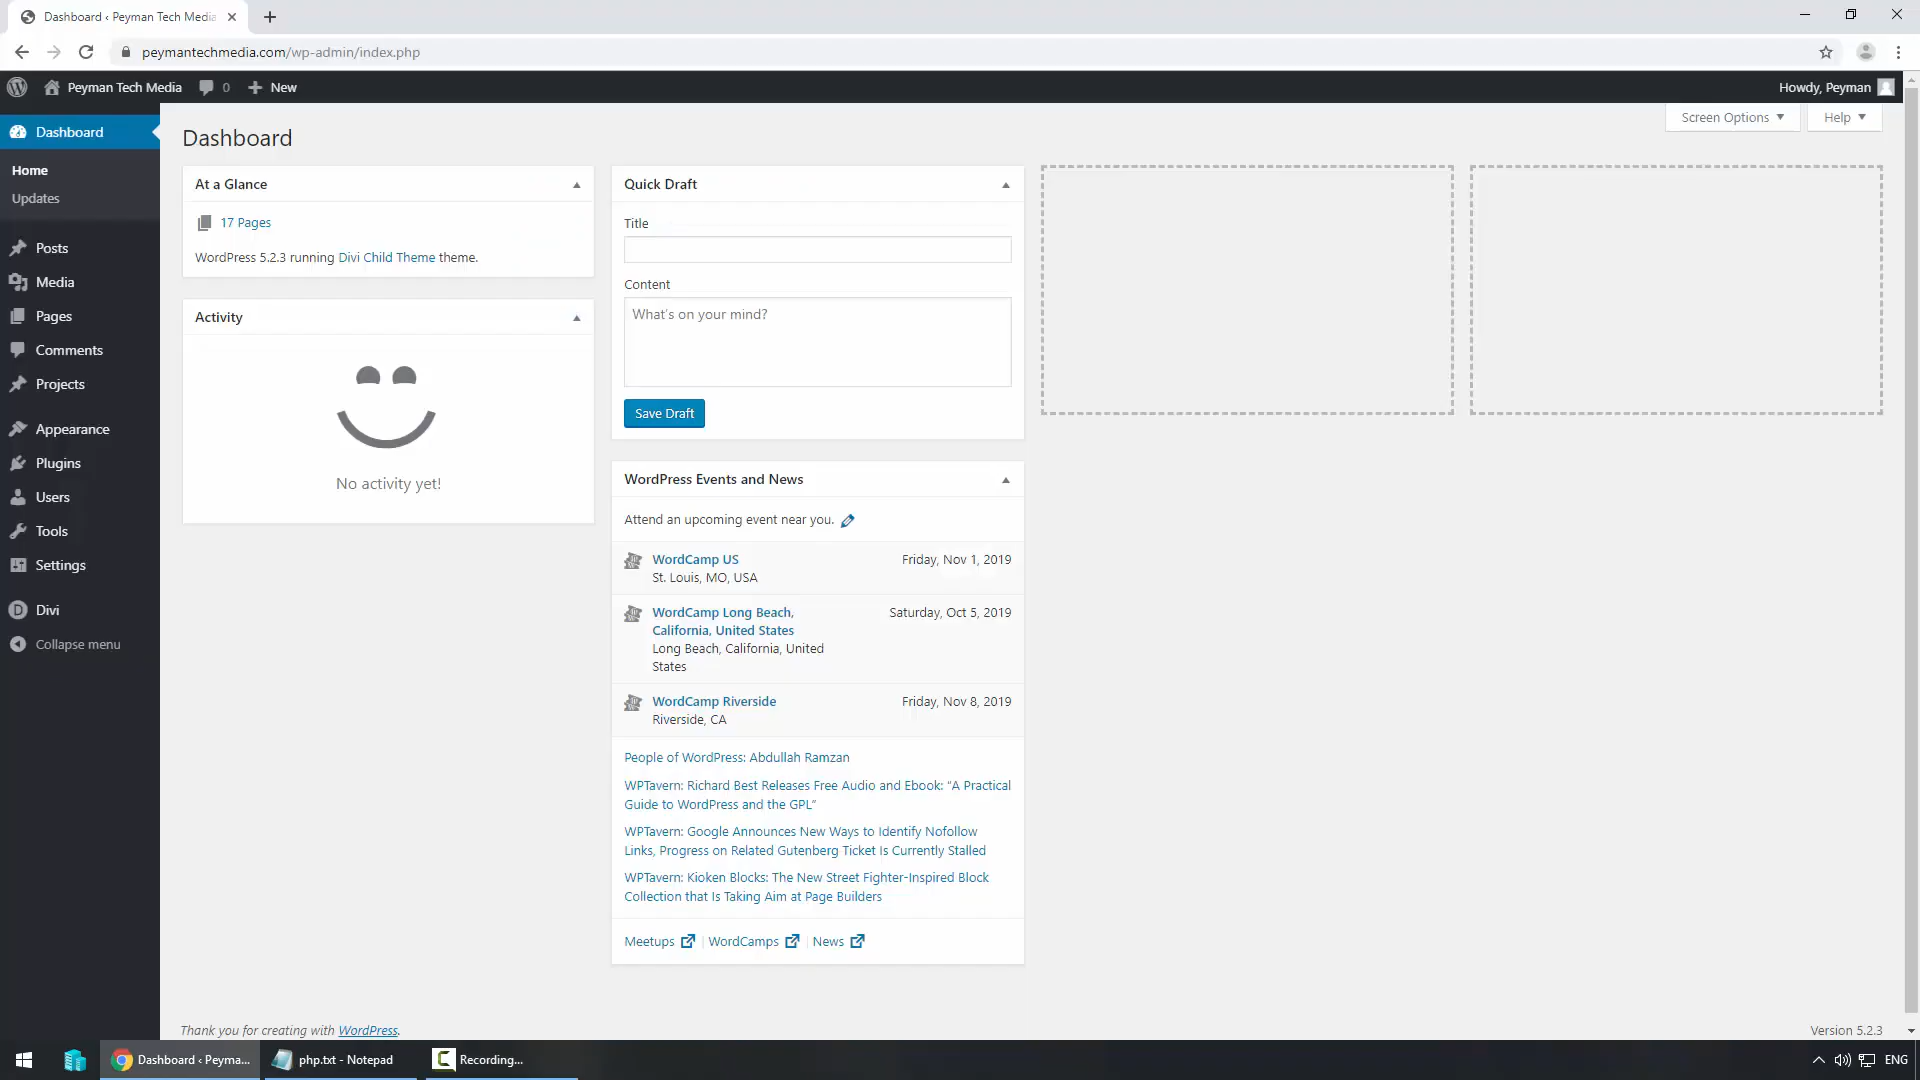 Dashboard ‹ Peyman Tech Media
peymantechmedia.com/wp-admin/index.php
Peyman Tech Media
0
New
Howdy, Peyman
Dashboard
Home
Updates
Posts
Media
Pages
Comments
Projects
Appearance
Plugins
Users
Tools
Settings
Divi
Collapse menu
Screen Options
Help
Dashboard
At a Glance
17 Pages
WordPress 5.2.3 running Divi Child Theme theme.
Activity
No activity yet!
Quick Draft
Title
Content
What's on your mind?
Save Draft
WordPress Events and News
Attend an upcoming event near you.
WordCamp US
Friday, Nov 1, 2019
St. Louis, MO, USA
WordCamp Long Beach,
Saturday, Oct 5, 2019
California, United States
Long Beach, California, United
States
WordCamp Riverside
Friday, Nov 8, 2019
Riverside, CA
People of WordPress: Abdullah Ramzan
WPTavern: Richard Best Releases Free Audio and Ebook: “A Practical
Guide to WordPress and the GPL”
WPTavern: Google Announces New Ways to Identify Nofollow
Links, Progress on Related Gutenberg Ticket Is Currently Stalled
WPTavern: Kioken Blocks: The New Street Fighter-Inspired Block
Collection that Is Taking Aim at Page Builders
Meetups | WordCamps | News
Thank you for creating with WordPress.
Version 5.2.3
Dashboard ‹ Peyma...
php.txt - Notepad
Recording...
ENG